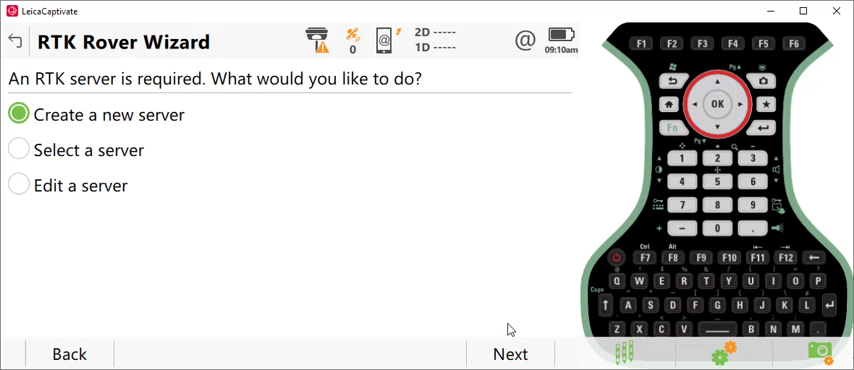 LeicaCaptivate
RTK Rover Wizard
0
2D -----
1D -----
@
09:10am
An RTK server is required. What would you like to do?
Create a new server
Select a server
Edit a server
Back
Next
F1 F2 F3 F4 F5 F6
Pg
OK
Fn
Pg
1 2 3
4 5 6
7 8 9
- 0 .
Ctrl Alt
F7 F8 F9 F10 F11 F12
Q W E R T Y U I O P
Caps
A S D F G H J K L
Z X C V B N M .